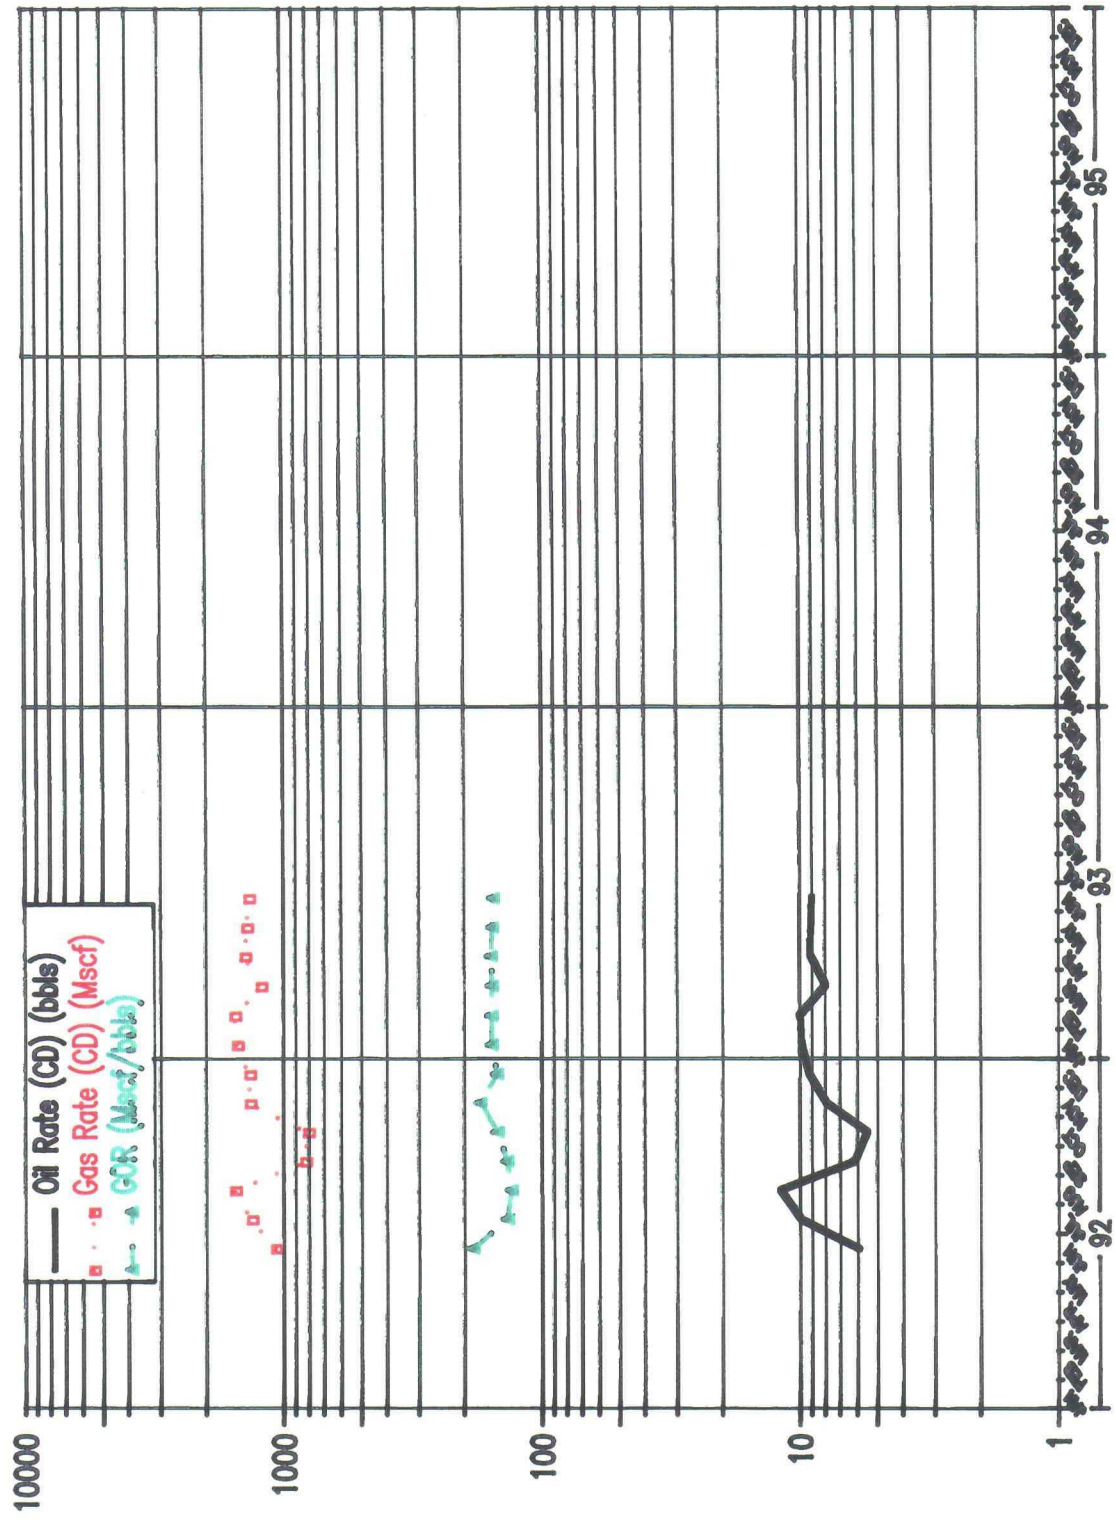 Oil Rate (CD) (bbls)
Gas Rate (CD) (Mscf)
GOR (Mscf/bbls)
10000
1000
100
10
1
92 93 94 95